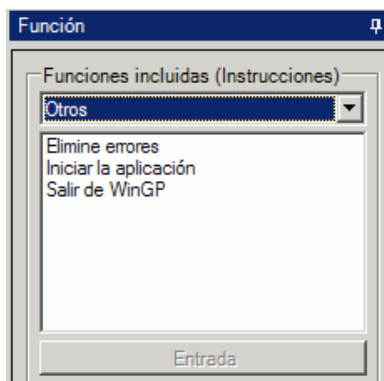 Función
Funciones incluidas (Instrucciones)
Otros
Elimine errores
Iniciar la aplicación
Salir de WinGP
Entrada